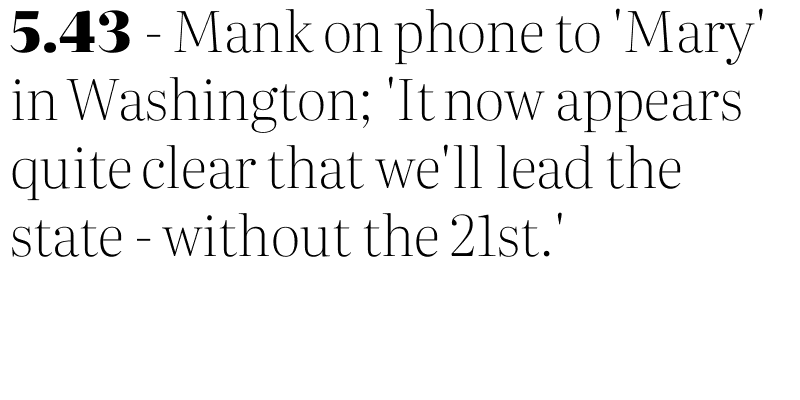 5.43 - Mank on phone to 'Mary'
in Washington; 'It now appears
quite clear that we'll lead the
state - without the 21st.'